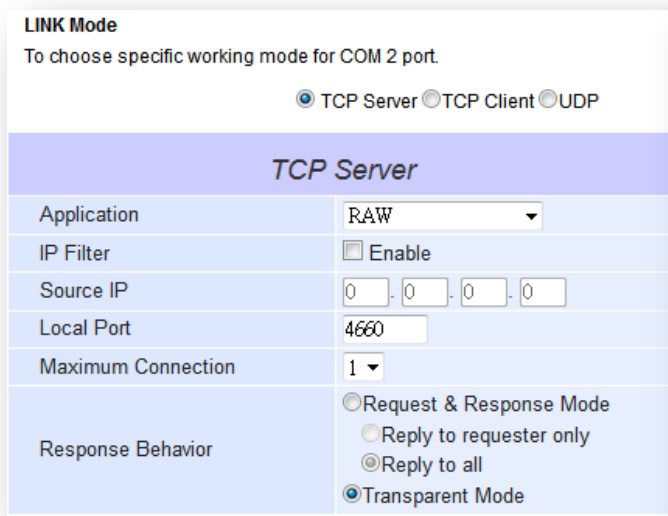 LINK Mode
To choose specific working mode for COM 2 port.
TCP Server TCP Client UDP
TCP Server
Application RAW
IP Filter Enable
Source IP 0 . 0 . 0 . 0
Local Port 4660
Maximum Connection 1
Request & Response Mode
Reply to requester only
Response Behavior
Reply to all
Transparent Mode